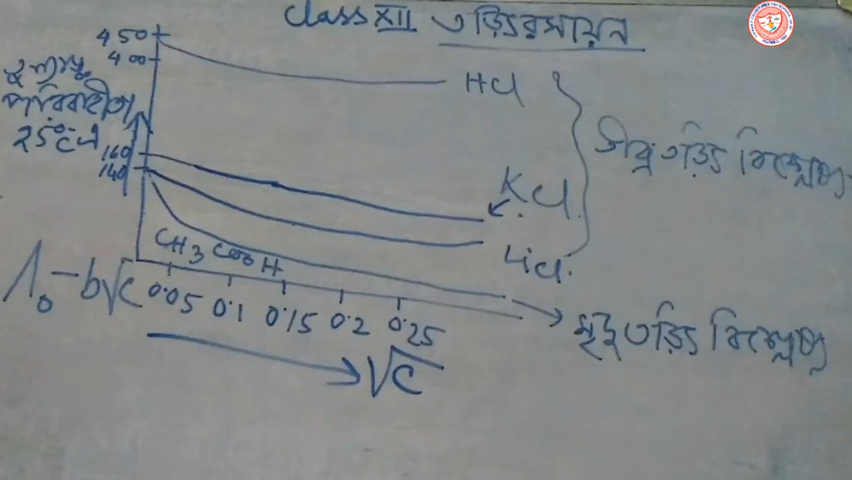 Class XII তড়িৎরসায়ন
450
400
তুল্যাঙ্ক
পরিবাহীতা
25°C এ
160
140
HCl
KCl
LiCl
তীব্র তড়িৎ বিশ্লেষ্য
CH3COOH
Λ₀-b√C
0.05 0.1 0.15 0.2 0.25
মৃদু তড়িৎ বিশ্লেষ্য
√C